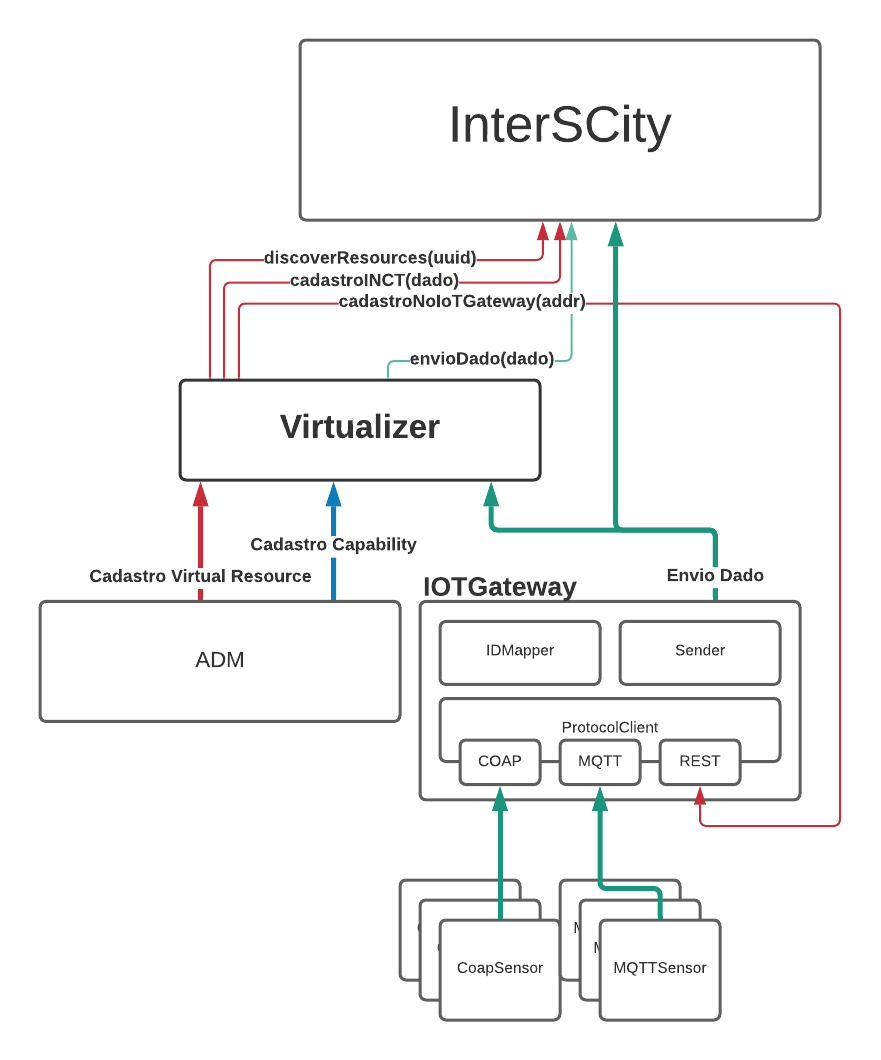 InterSCity
discoverResources(uuid)
cadastroINCT(dado)
cadastroNoIoTGateway(addr)
envioDado(dado)
Virtualizer
Cadastro Capability
Cadastro Virtual Resource
Envio Dado
IOTGateway
ADM
IDMapper
Sender
ProtocolClient
COAP
MQTT
REST
CoapSensor
MQTTSensor